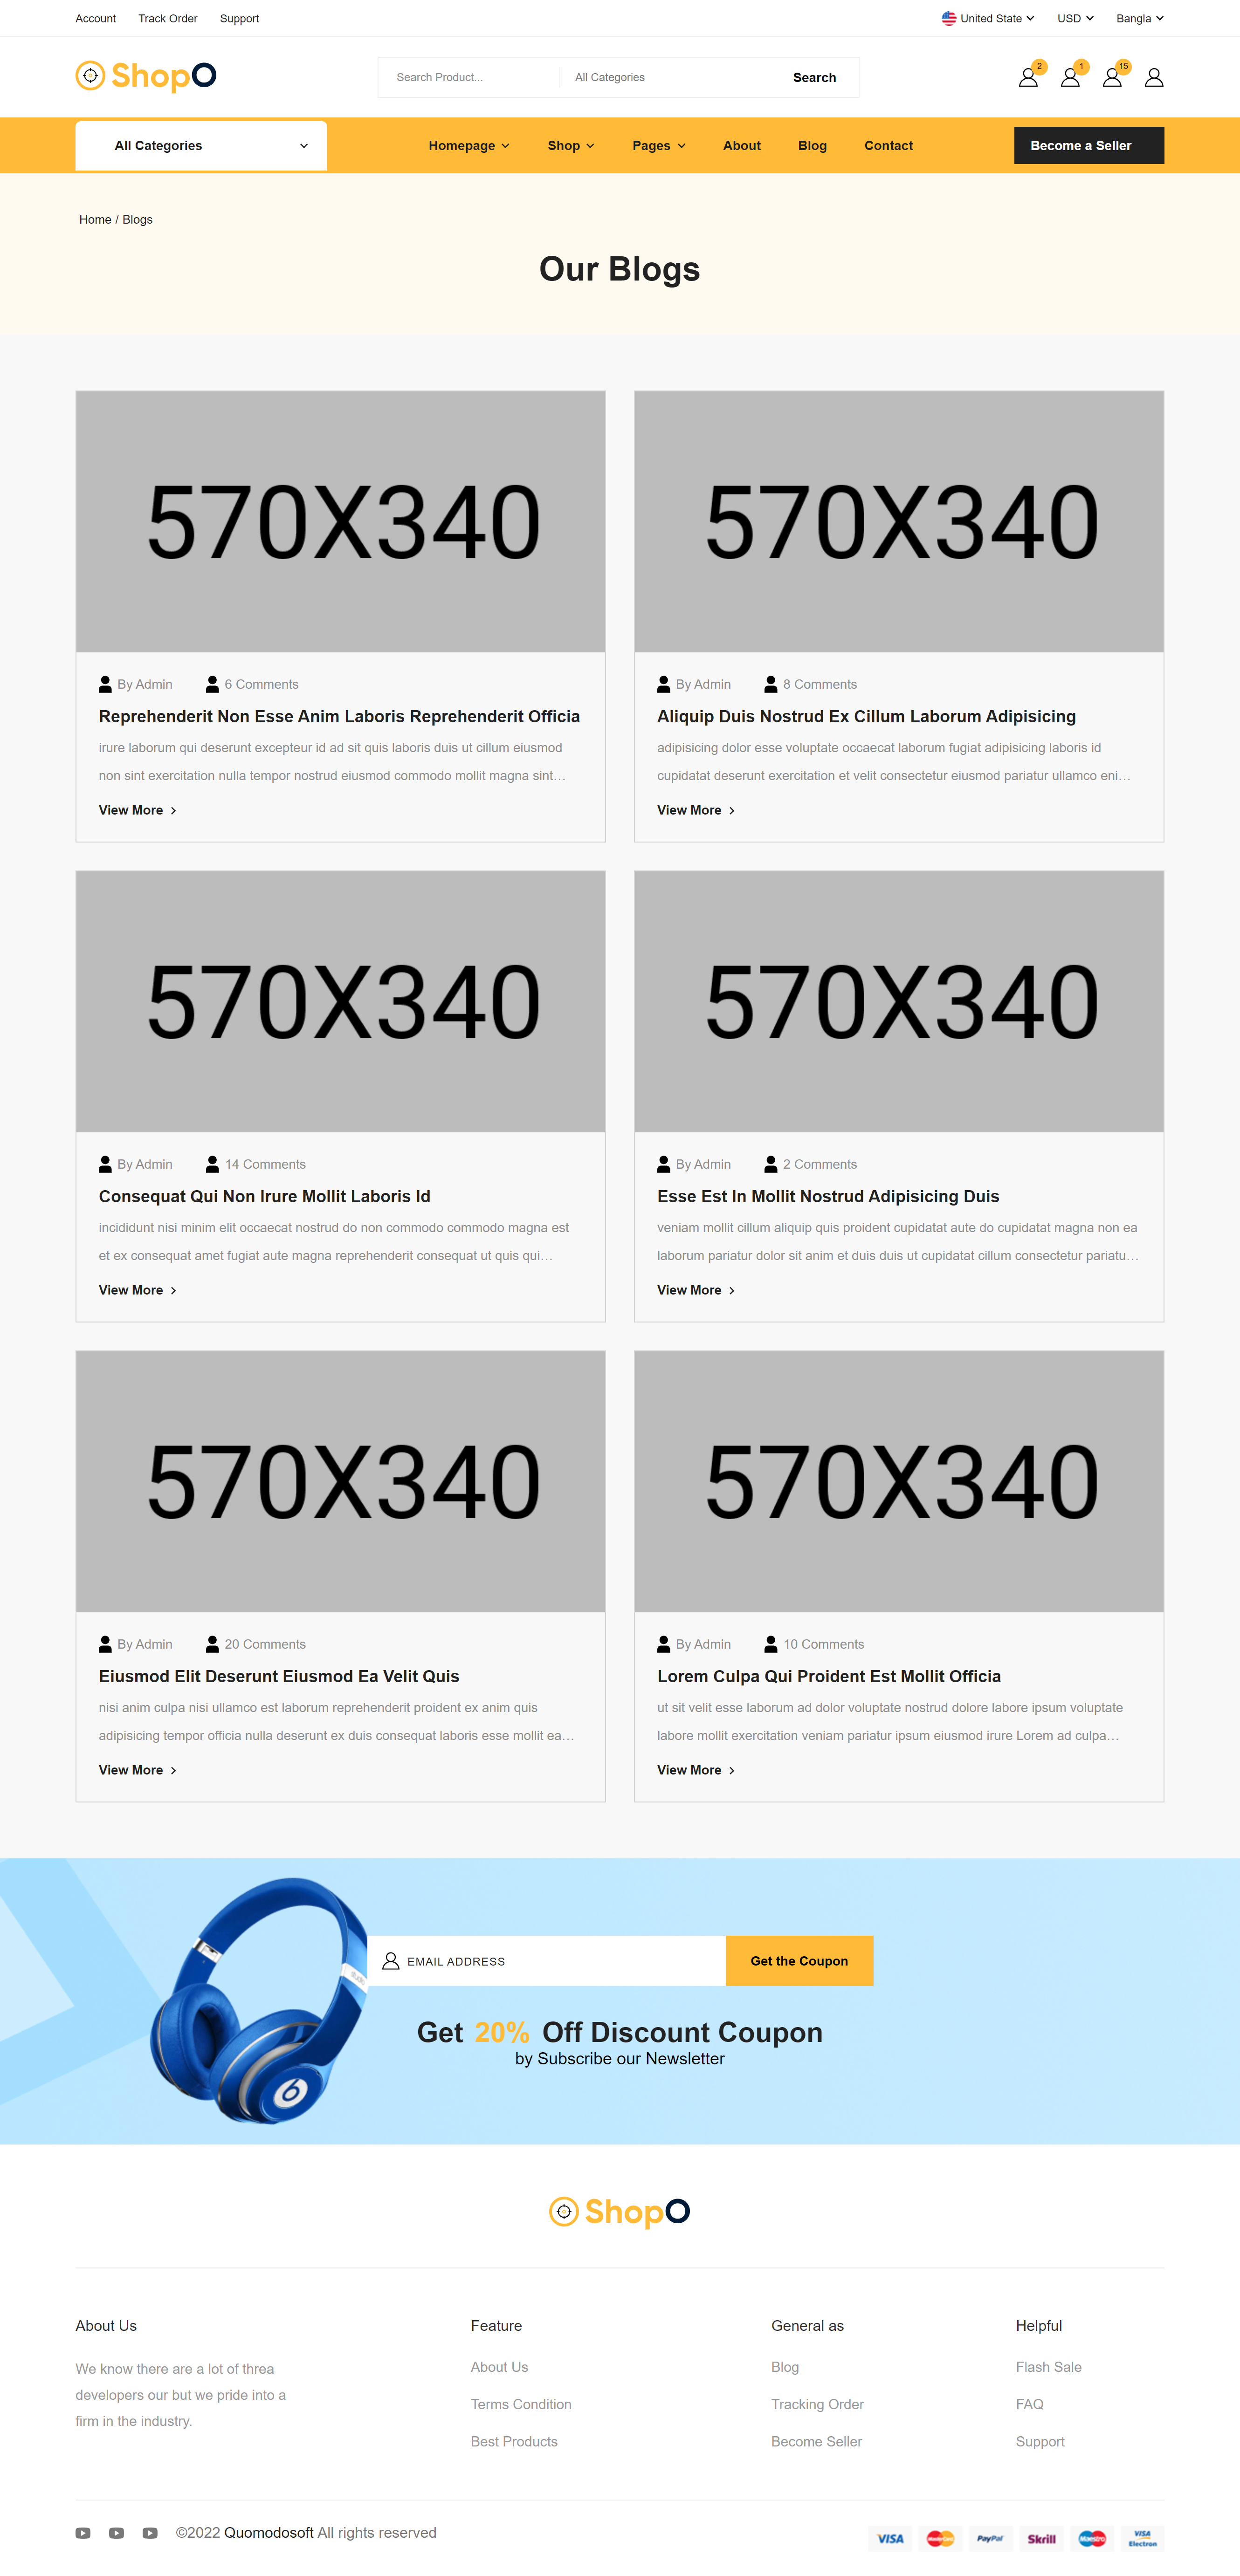 Account Track Order Support United State USD Bangla
ShopO Search Product... All Categories Search 2 1 15
All Categories Homepage Shop Pages About Blog Contact Become a Seller
Home / Blogs
Our Blogs
570X340 570X340
By Admin 6 Comments
Reprehenderit Non Esse Anim Laboris Reprehenderit Officia
irure laborum qui deserunt excepteur id ad sit quis laboris duis ut cillum eiusmod
non sint exercitation nulla tempor nostrud eiusmod commodo mollit magna sint...
View More
By Admin 8 Comments
Aliquip Duis Nostrud Ex Cillum Laborum Adipisicing
adipisicing dolor esse voluptate occaecat laborum fugiat adipisicing laboris id
cupidatat deserunt exercitation et velit consectetur eiusmod pariatur ullamco eni...
View More
570X340 570X340
By Admin 14 Comments
Consequat Qui Non Irure Mollit Laboris Id
incididunt nisi minim elit occaecat nostrud do non commodo commodo magna est
et ex consequat amet fugiat aute magna reprehenderit consequat ut quis qui...
View More
By Admin 2 Comments
Esse Est In Mollit Nostrud Adipisicing Duis
veniam mollit cillum aliquip quis proident cupidatat aute do cupidatat magna non ea
laborum pariatur dolor sit anim et duis duis ut cupidatat cillum consectetur pariatu...
View More
570X340 570X340
By Admin 20 Comments
Eiusmod Elit Deserunt Eiusmod Ea Velit Quis
nisi anim culpa nisi ullamco est laborum reprehenderit proident ex anim quis
adipisicing tempor officia nulla deserunt ex duis consequat laboris esse mollit ea...
View More
By Admin 10 Comments
Lorem Culpa Qui Proident Est Mollit Officia
ut sit velit esse laborum ad dolor voluptate nostrud dolore labore ipsum voluptate
labore mollit exercitation veniam pariatur ipsum eiusmod irure Lorem ad culpa...
View More
EMAIL ADDRESS Get the Coupon
Get 20% Off Discount Coupon
by Subscribe our Newsletter
ShopO
About Us
We know there are a lot of threa
developers our but we pride into a
firm in the industry.
Feature
About Us
Terms Condition
Best Products
General as
Blog
Tracking Order
Become Seller
Helpful
Flash Sale
FAQ
Support
©2022 Quomodosoft All rights reserved
VISA MasterCard PayPal Skrill Maestro VISA Electron